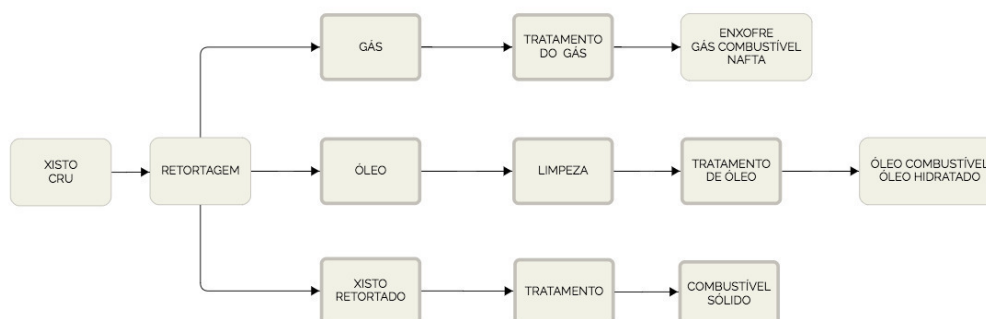 GÁS
TRATAMENTO
DO GÁS
ENXOFRE
GÁS COMBUSTÍVEL
NAFTA
XISTO
CRU
RETORTAGEM
ÓLEO
LIMPEZA
TRATAMENTO
DE ÓLEO
ÓLEO COMBUSTÍVEL
ÓLEO HIDRATADO
XISTO
RETORTADO
TRATAMENTO
COMBUSTÍVEL
SÓLIDO